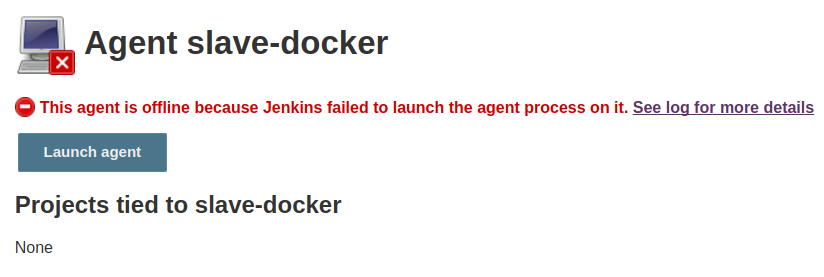 Agent slave-docker
This agent is offline because Jenkins failed to launch the agent process on it. See log for more details
Launch agent
Projects tied to slave-docker
None